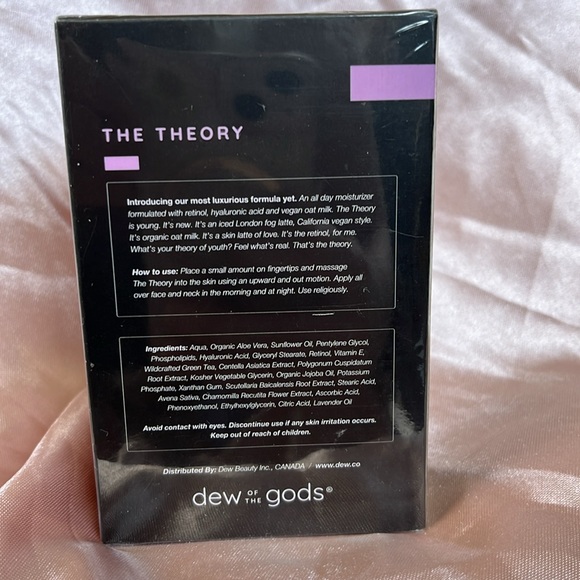 THE THEORY
Introducing our most luxurious formula yet. An all day moisturizer
formulated with retinol, hyaluronic acid and vegan oat milk. The Theory
is young. It's new. It's an iced London fog latte, California vegan style.
It's organic oat milk. It's a skin latte of love. It's the retinol, for me.
What's your theory of youth? Feel what's real. That's the theory.
How to use: Place a small amount on fingertips and massage
The Theory into the skin using an upward and out motion. Apply all
over face and neck in the morning and at night. Use religiously.
Ingredients: Aqua, Organic Aloe Vera, Sunflower Oil, Pentylene Glycol,
Phospholipids, Hyaluronic Acid, Glyceryl Stearate, Retinol, Vitamin E,
Wildcrafted Green Tea, Centella Asiatica Extract, Polygonum Cuspidatum
Root Extract, Kosher Vegetable Glycerin, Organic Jojoba Oil, Potassium
Phosphate, Xanthan Gum, Scutellaria Baicalensis Root Extract, Stearic Acid,
Avena Sativa, Chamomilla Recutita Flower Extract, Ascorbic Acid,
Phenoxyethanol, Ethylhexylglycerin, Citric Acid, Lavender Oil
Avoid contact with eyes. Discontinue use if any skin irritation occurs.
Keep out of reach of children.
Distributed By: Dew Beauty Inc., CANADA / www.dew.co
dew OF THE gods®